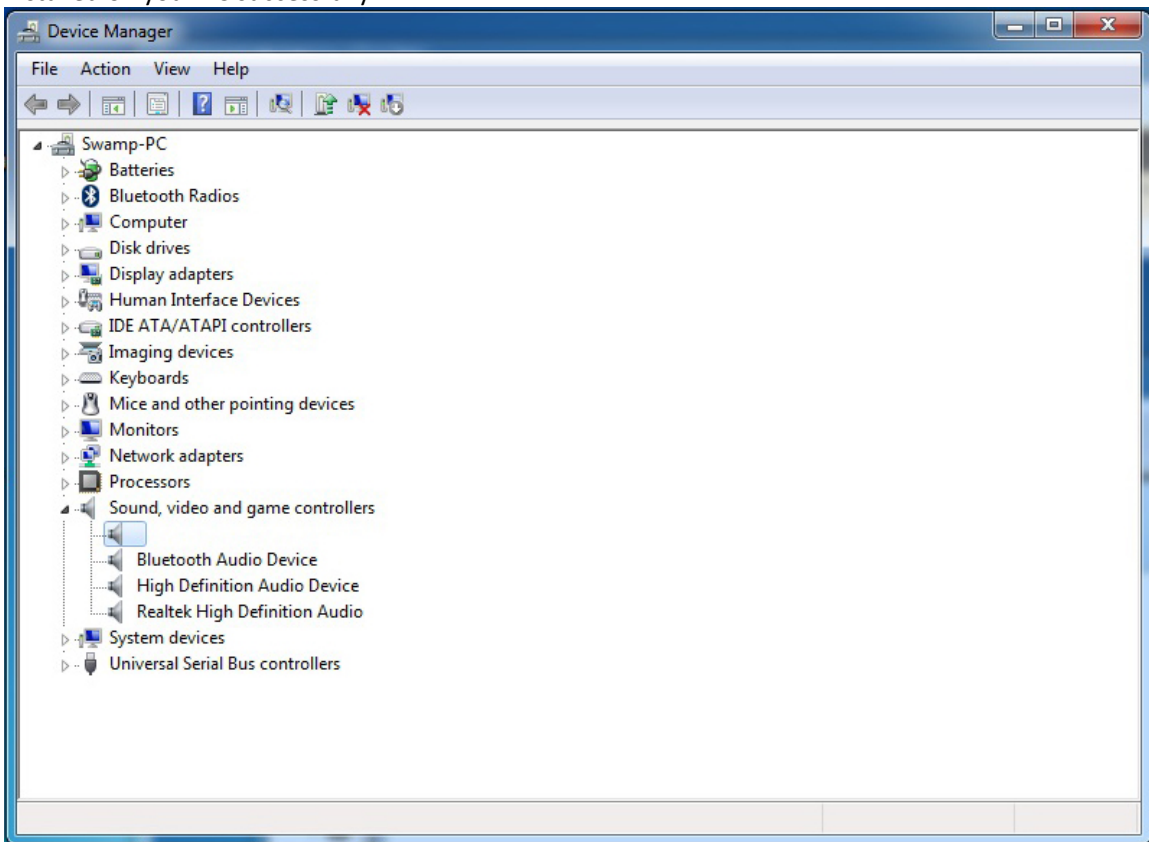 Device Manager
File Action View Help
Swamp-PC
Batteries
Bluetooth Radios
Computer
Disk drives
Display adapters
Human Interface Devices
IDE ATA/ATAPI controllers
Imaging devices
Keyboards
Mice and other pointing devices
Monitors
Network adapters
Processors
Sound, video and game controllers
Bluetooth Audio Device
High Definition Audio Device
Realtek High Definition Audio
System devices
Universal Serial Bus controllers